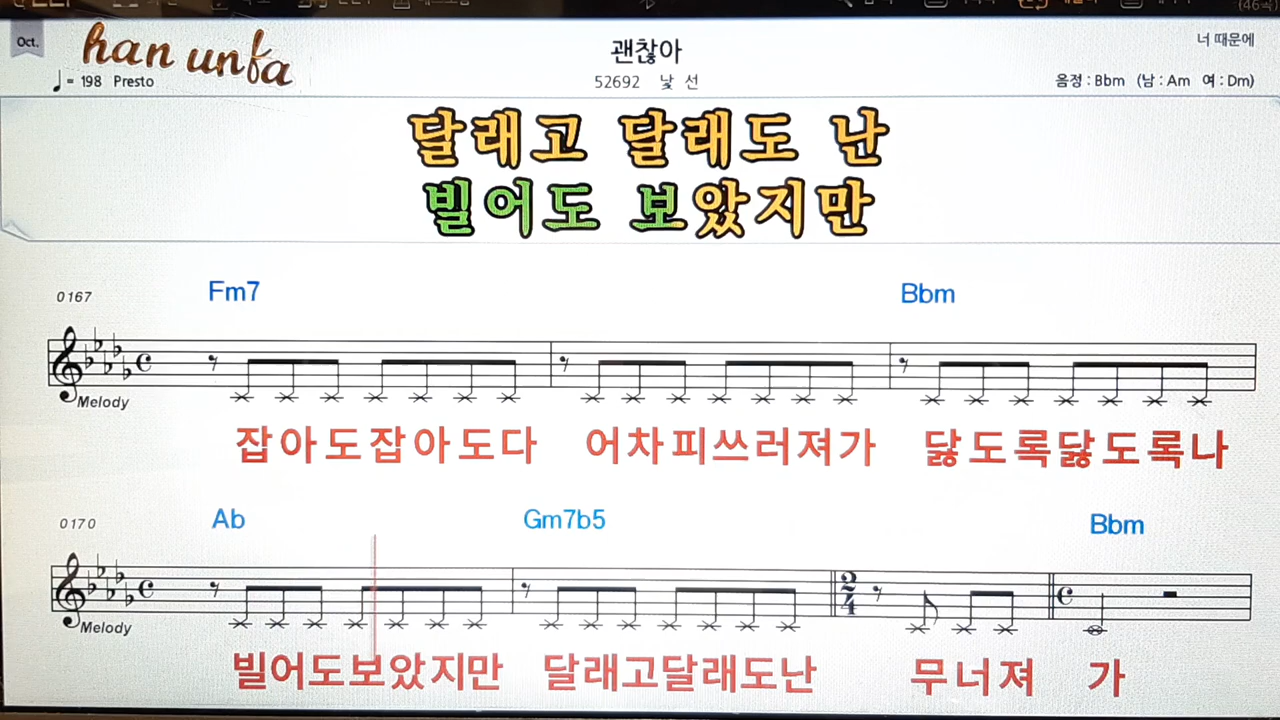 Oct.
han unfa
♩= 198 Presto
괜찮아
52692 낯 선
너 때문에
음정 : Bbm (남 : Am 여 : Dm)
달래고 달래도 난
빌어도 보았지만
0167
Fm7 Bbm
Melody
잡아도잡아도다 어차피쓰러져가 닳도록닳도록나
0170
Ab Gm7b5 Bbm
2
4
Melody
빌어도보았지만 달래고달래도난 무너져 가